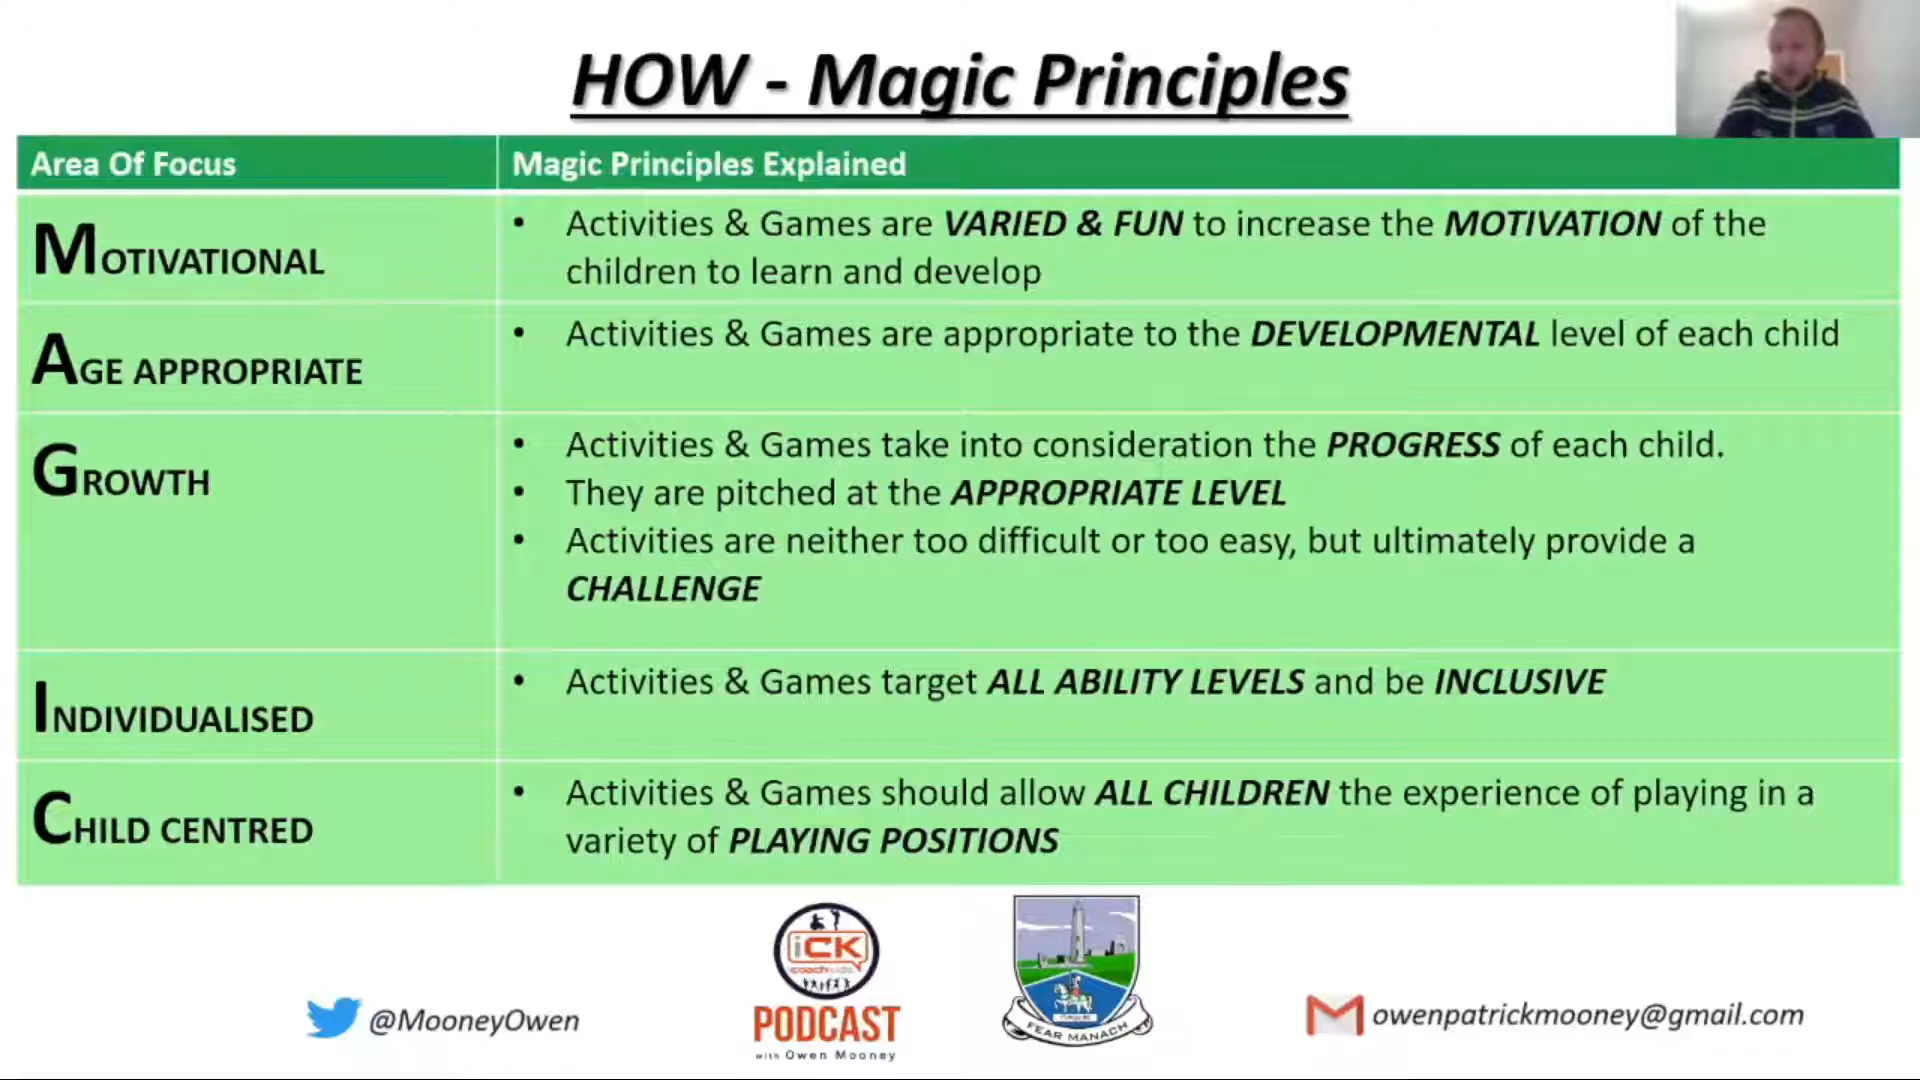 HOW - Magic Principles
Area Of Focus
Magic Principles Explained
MOTIVATIONAL
• Activities & Games are VARIED & FUN to increase the MOTIVATION of the
children to learn and develop
AGE APPROPRIATE
• Activities & Games are appropriate to the DEVELOPMENTAL level of each child
GROWTH
• Activities & Games take into consideration the PROGRESS of each child.
• They are pitched at the APPROPRIATE LEVEL
• Activities are neither too difficult or too easy, but ultimately provide a
CHALLENGE
INDIVIDUALISED
• Activities & Games target ALL ABILITY LEVELS and be INCLUSIVE
CHILD CENTRED
• Activities & Games should allow ALL CHILDREN the experience of playing in a
variety of PLAYING POSITIONS
@MooneyOwen
iCK
coachkids
PODCAST
with Owen Mooney
FEAR MANACH
owenpatrickmooney@gmail.com